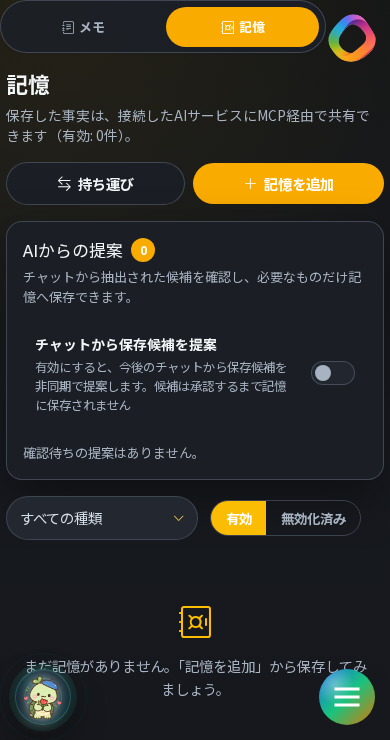 メモ
記憶
記憶
保存した事実は、接続したAIサービスにMCP経由で共有で
きます（有効: 0件）。
持ち運び
記憶を追加
AIからの提案 0
チャットから抽出された候補を確認し、必要なものだけ記
憶へ保存できます。
チャットから保存候補を提案
有効にすると、今後のチャットから保存候補を
非同期で提案します。候補は承認するまで記憶
に保存されません
確認待ちの提案はありません。
すべての種類
有効
無効化済み
まだ記憶がありません。「記憶を追加」から保存してみ
ましょう。